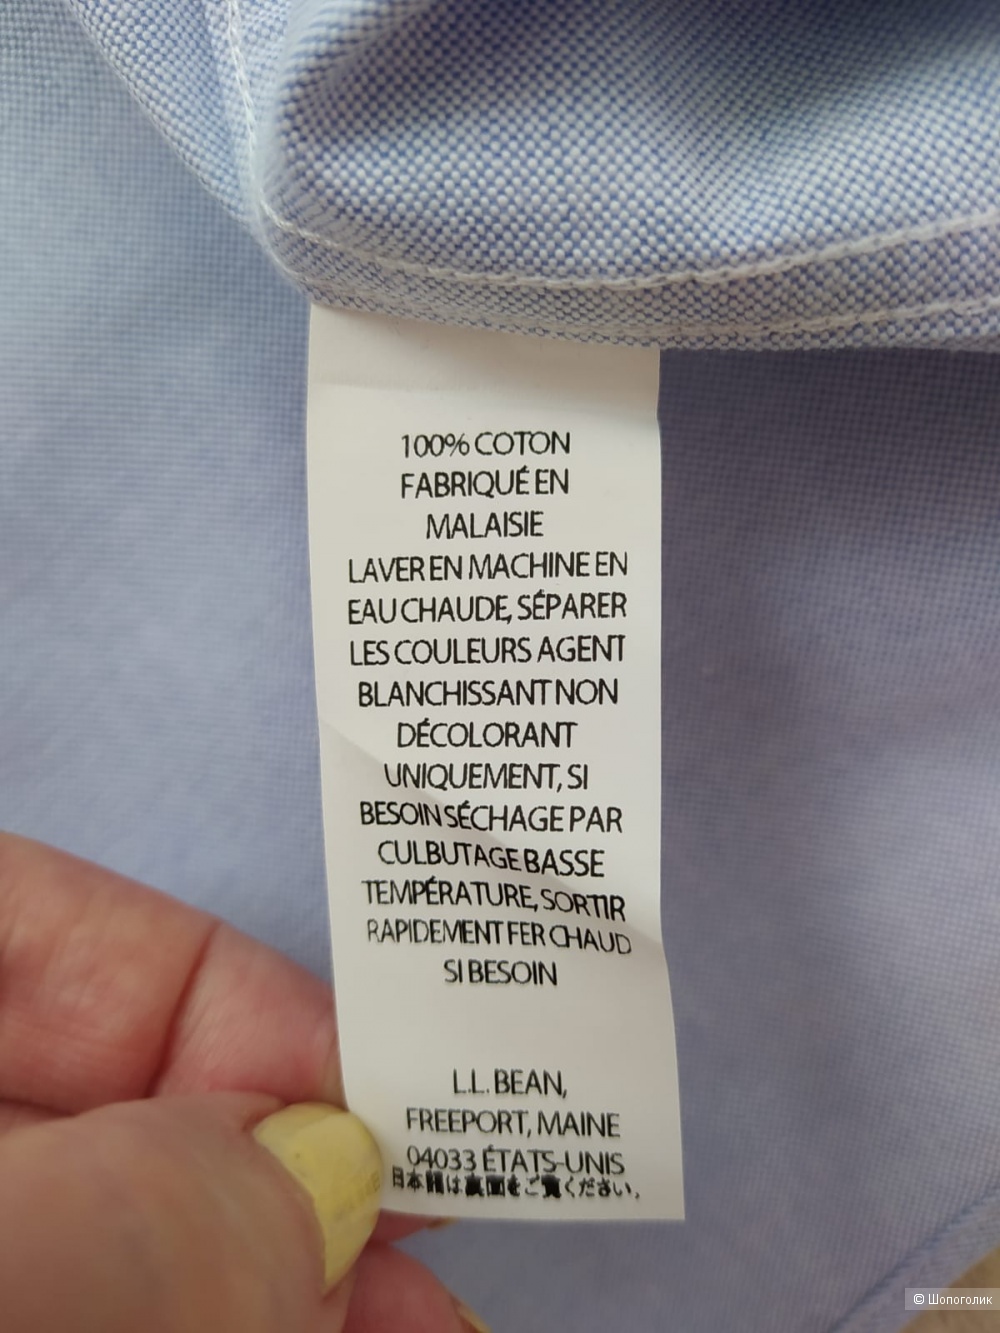 100% COTON
FABRIQUÉ EN
MALAISIE
LAVER EN MACHINE EN
EAU CHAUDE, SÉPARER
LES COULEURS AGENT
BLANCHISSANT NON
DÉCOLORANT
UNIQUEMENT, SI
BESOIN SÉCHAGE PAR
CULBUTAGE BASSE
TEMPÉRATURE, SORTIR
RAPIDEMENT FER CHAUD
SI BESOIN
L.L. BEAN,
FREEPORT, MAINE
04033 ÉTATS-UNIS
日本語は裏面をご覧ください。
© Шопоголик